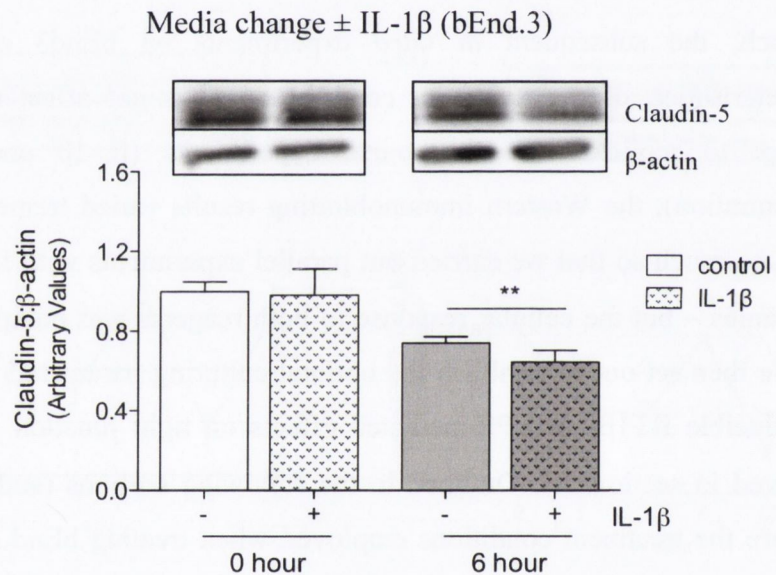 Media change ± IL-1β (bEnd.3)
Claudin-5
β-actin
1.6
1.2
0.8
0.4
0.0
Claudin-5:β-actin
(Arbitrary Values)
**
control
IL-1β
- + - + IL-1β
0 hour 6 hour